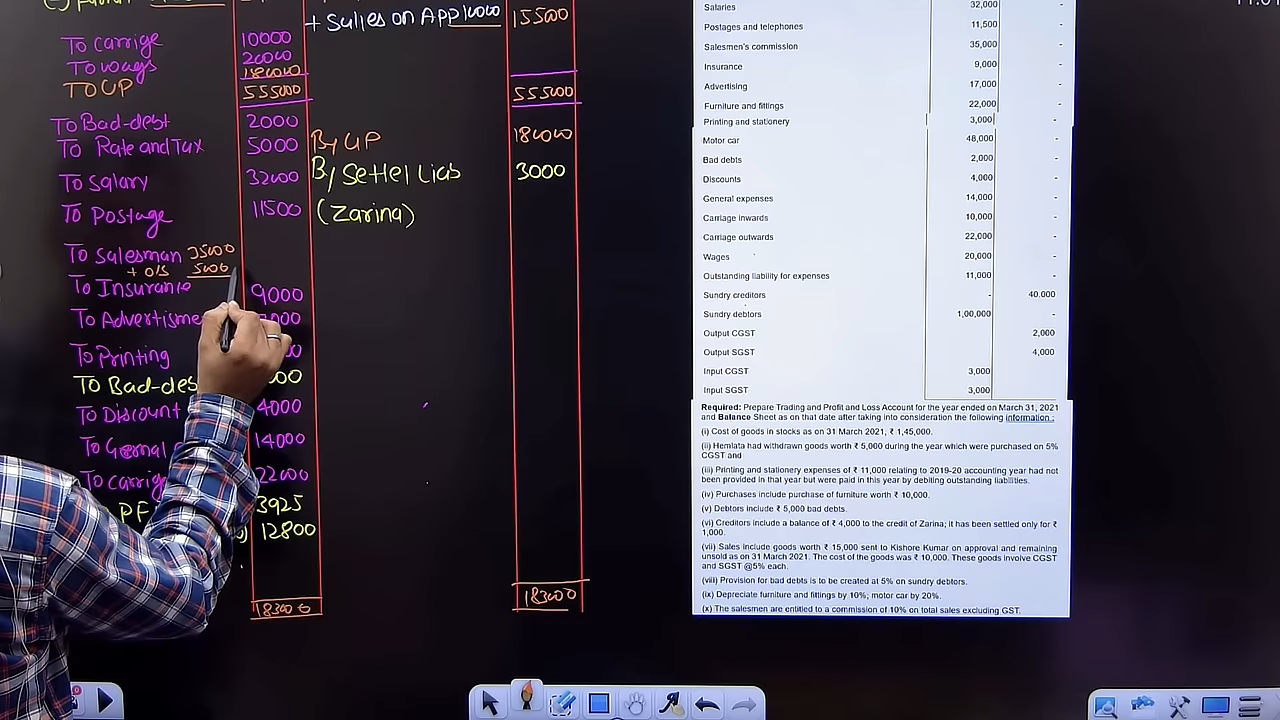 + Sales on App 10000 15500
To carrige 10000
To wages 20000
TO UP 180000
555000 555000
To Bad-debt 2000
To Rate and Tax 5000 By UP 180000
To Salary 32000 By Settel Liab 3000
To Postage 11500 (Zarina)
To Salesman 35000
+ O/S 5000
To Insurance 9000
To Advertisme
To Printing
To Bad-deb
To Discount 4000
To Gernal 14000
To carrig 22000
PF 3925
12800
183000 183000
Salaries 32,000 -
Postages and telephones 11,500 -
Salesmen's commission 35,000 -
Insurance 9,000 -
Advertising 17,000 -
Furniture and fittings 22,000 -
Printing and stationery 3,000 -
Motor car 48,000 -
Bad debts 2,000 -
Discounts 4,000 -
General expenses 14,000 -
Carriage inwards 10,000 -
Carriage outwards 22,000 -
Wages 20,000 -
Outstanding liability for expenses 11,000 -
Sundry creditors - 40.000
Sundry debtors 1,00,000 -
Output CGST 2,000
Output SGST 4,000
Input CGST 3,000
Input SGST 3,000
Required: Prepare Trading and Profit and Loss Account for the year ended on March 31, 2021
and Balance Sheet as on that date after taking into consideration the following information :
(i) Cost of goods in stocks as on 31 March 2021, ₹ 1,45,000.
(ii) Hemlata had withdrawn goods worth ₹ 5,000 during the year which were purchased on 5%
CGST and
(iii) Printing and stationery expenses of ₹ 11,000 relating to 2019-20 accounting year had not
been provided in that year but were paid in this year by debiting outstanding liabilities.
(iv) Purchases include purchase of furniture worth ₹ 10,000.
(v) Debtors include ₹ 5,000 bad debts.
(vi) Creditors include a balance of ₹ 4,000 to the credit of Zarina; it has been settled only for ₹
1,000.
(vii) Sales include goods worth ₹ 15,000 sent to Kishore Kumar on approval and remaining
unsold as on 31 March 2021. The cost of the goods was ₹ 10,000. These goods involve CGST
and SGST @5% each.
(viii) Provision for bad debts is to be created at 5% on sundry debtors.
(ix) Depreciate furniture and fittings by 10%; motor car by 20%.
(x) The salesmen are entitled to a commission of 10% on total sales excluding GST.